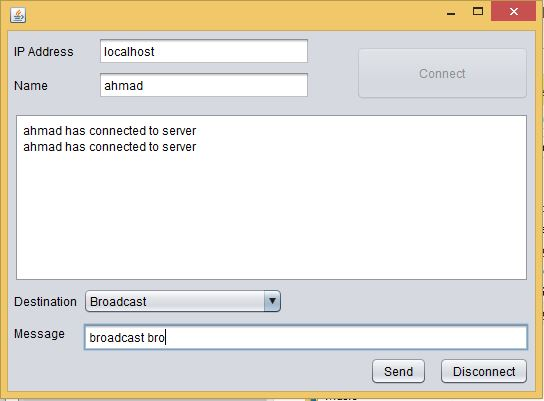 IP Address localhost
Connect
Name ahmad
ahmad has connected to server
ahmad has connected to server
Destination Broadcast
Message broadcast bro
Send Disconnect